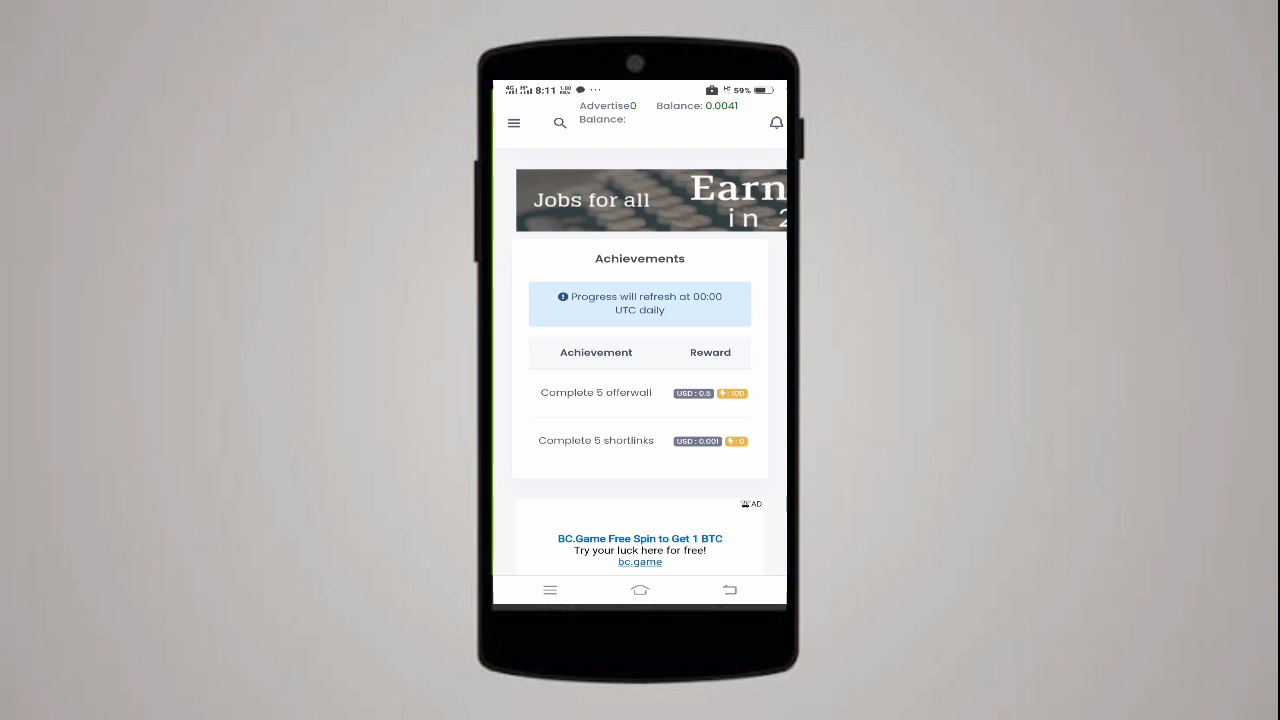 8:11 59%
Advertise0 Balance: 0.0041
Balance:
Jobs for all Earn
in 2
Achievements
Progress will refresh at 00:00
UTC daily
Achievement Reward
Complete 5 offerwall USD : 0.5 : 100
Complete 5 shortlinks USD : 0.001 : 0
AD
BC.Game Free Spin to Get 1 BTC
Try your luck here for free!
bc.game